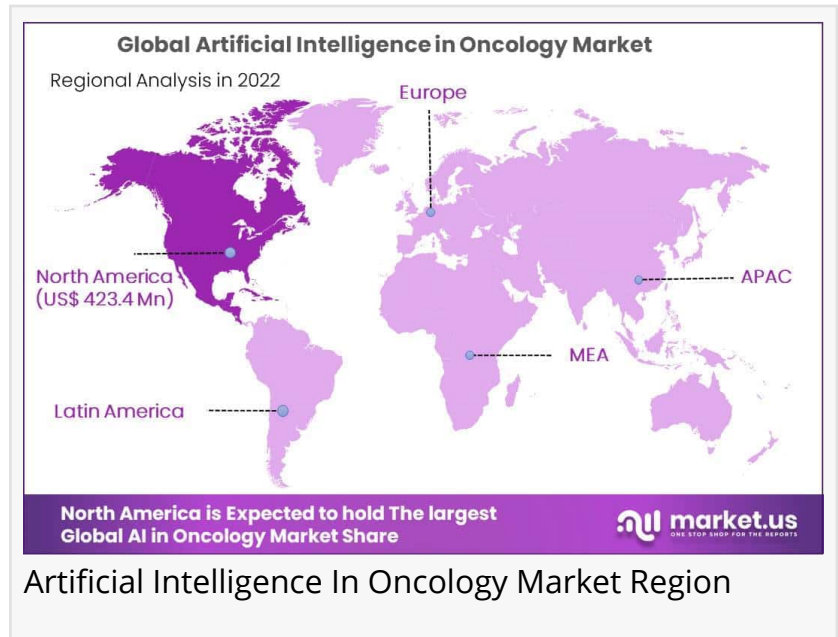 Global Artificial Intelligence in Oncology Market
Regional Analysis in 2022
Europe
North America
(US$ 423.4 Mn)
APAC
MEA
Latin America
North America is Expected to hold The largest
Global AI in Oncology Market Share
market.us
ONE STOP SHOP FOR THE REPORTS
Artificial Intelligence In Oncology Market Region